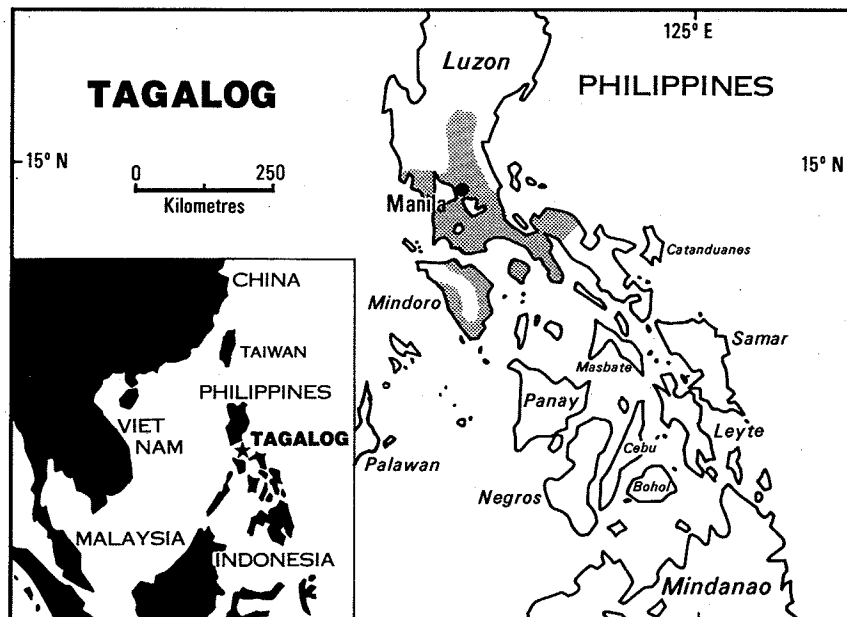 125° E
Luzon
TAGALOG
PHILIPPINES
15° N
15° N
0 250
Kilometres
Manila
Catanduanes
CHINA
Mindoro
TAIWAN
Samar
Masbate
PHILIPPINES
Panay
VIET
NAM
TAGALOG
Leyte
Cebu
Palawan
Negros
Bohol
MALAYSIA
INDONESIA
Mindanao